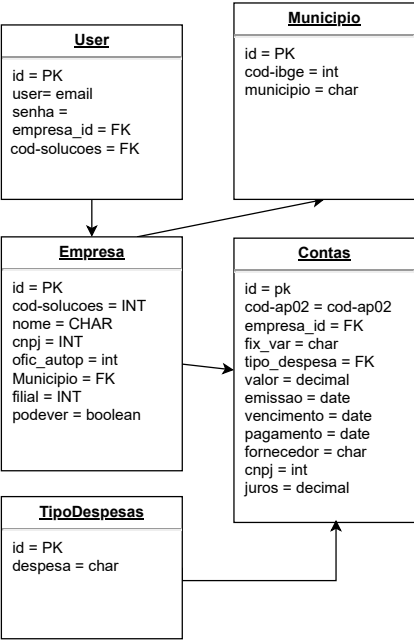 User
id = PK
user= email
senha =
empresa_id = FK
cod-solucoes = FK
Municipio
id = PK
cod-ibge = int
municipio = char
Empresa
id = PK
cod-solucoes = INT
nome = CHAR
cnpj = INT
ofic_autop = int
Municipio = FK
filial = INT
podever = boolean
Contas
id = pk
cod-ap02 = cod-ap02
empresa_id = FK
fix_var = char
tipo_despesa = FK
valor = decimal
emissao = date
vencimento = date
pagamento = date
fornecedor = char
cnpj = int
juros = decimal
TipoDespesas
id = PK
despesa = char